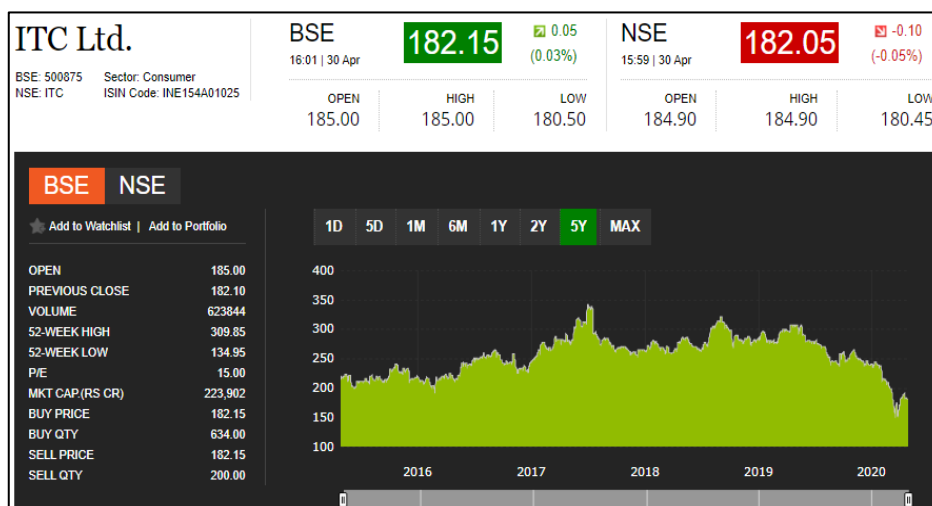 ITC Ltd.
BSE: 500875 Sector: Consumer
NSE: ITC ISIN Code: INE154A01025
BSE 182.15 0.05
16:01 | 30 Apr (0.03%)
OPEN HIGH LOW
185.00 185.00 180.50
NSE 182.05 -0.10
15:59 | 30 Apr (-0.05%)
OPEN HIGH LOW
184.90 184.90 180.45
BSE NSE
Add to Watchlist | Add to Portfolio
OPEN 185.00
PREVIOUS CLOSE 182.10
VOLUME 623844
52-WEEK HIGH 309.85
52-WEEK LOW 134.95
P/E 15.00
MKT CAP.(RS CR) 223,902
BUY PRICE 182.15
BUY QTY 634.00
SELL PRICE 182.15
SELL QTY 200.00
1D 5D 1M 6M 1Y 2Y 5Y MAX
400
350
300
250
200
150
100
2016 2017 2018 2019 2020